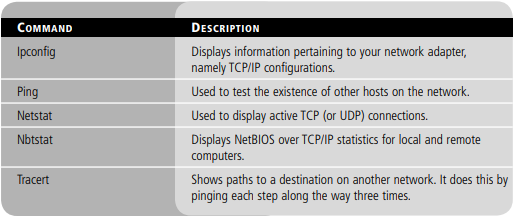 COMMAND DESCRIPTION
Ipconfig Displays information pertaining to your network adapter,
namely TCP/IP configurations.
Ping Used to test the existence of other hosts on the network.
Netstat Used to display active TCP (or UDP) connections.
Nbtstat Displays NetBIOS over TCP/IP statistics for local and remote
computers.
Tracert Shows paths to a destination on another network. It does this by
pinging each step along the way three times.